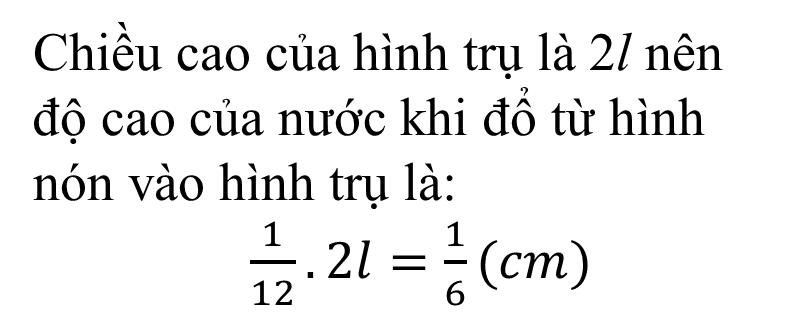 Chiều cao của hình trụ là 2l nên
độ cao của nước khi đổ từ hình
nón vào hình trụ là:
1/12 . 2l = 1/6 (cm)